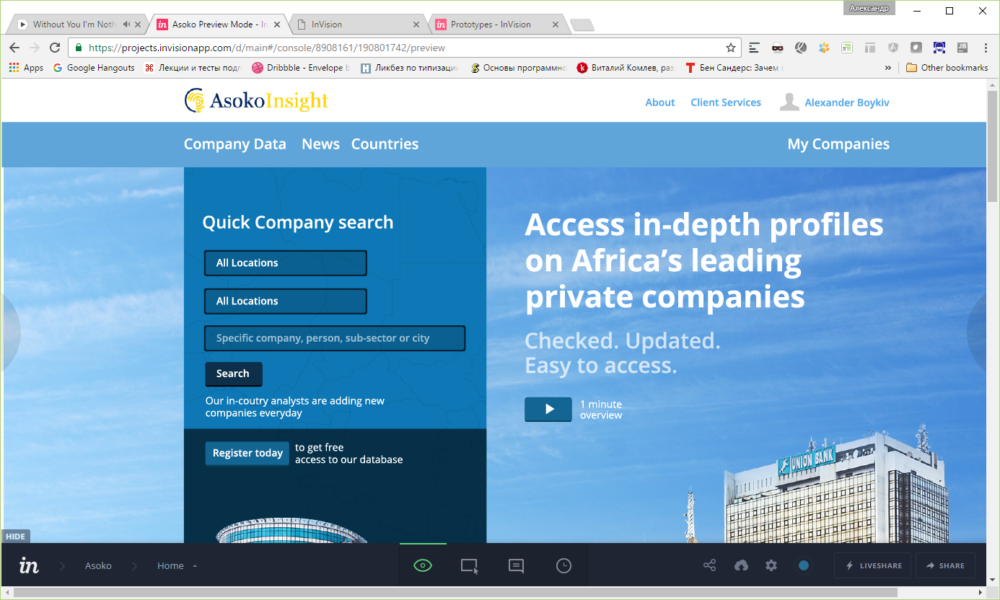 Александр
Without You I'm Noth
Asoko Preview Mode - In
InVision
Prototypes - InVision
https://projects.invisionapp.com/d/main#/console/8908161/190801742/preview
Apps
Google Hangouts
Лекции и тесты подг
Dribbble - Envelope b
Ликбез по типизаци
Основы программно
Виталий Комлев, раз
Бен Сандерс: Зачем в
» Other bookmarks
AsokoInsight
About Client Services Alexander Boykiv
Company Data News Countries My Companies
Quick Company search
All Locations
All Locations
Specific company, person, sub-sector or city
Search
Our in-coutry analysts are adding new
companies everyday
Register today
to get free
access to our database
Access in-depth profiles
on Africa’s leading
private companies
Checked. Updated.
Easy to access.
1 minute
overview
UNION BANK
HIDE
in Asoko Home LIVESHARE SHARE